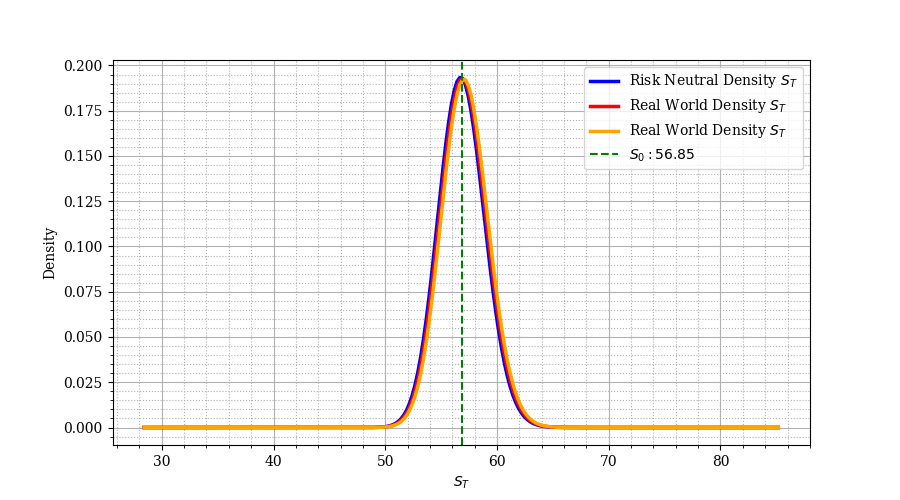 0.200
0.175
0.150
0.125
0.100
0.075
0.050
0.025
0.000
Density
Risk Neutral Density S_T
Real World Density S_T
Real World Density S_T
S_0 : 56.85
30 40 50 60 70 80
S_T